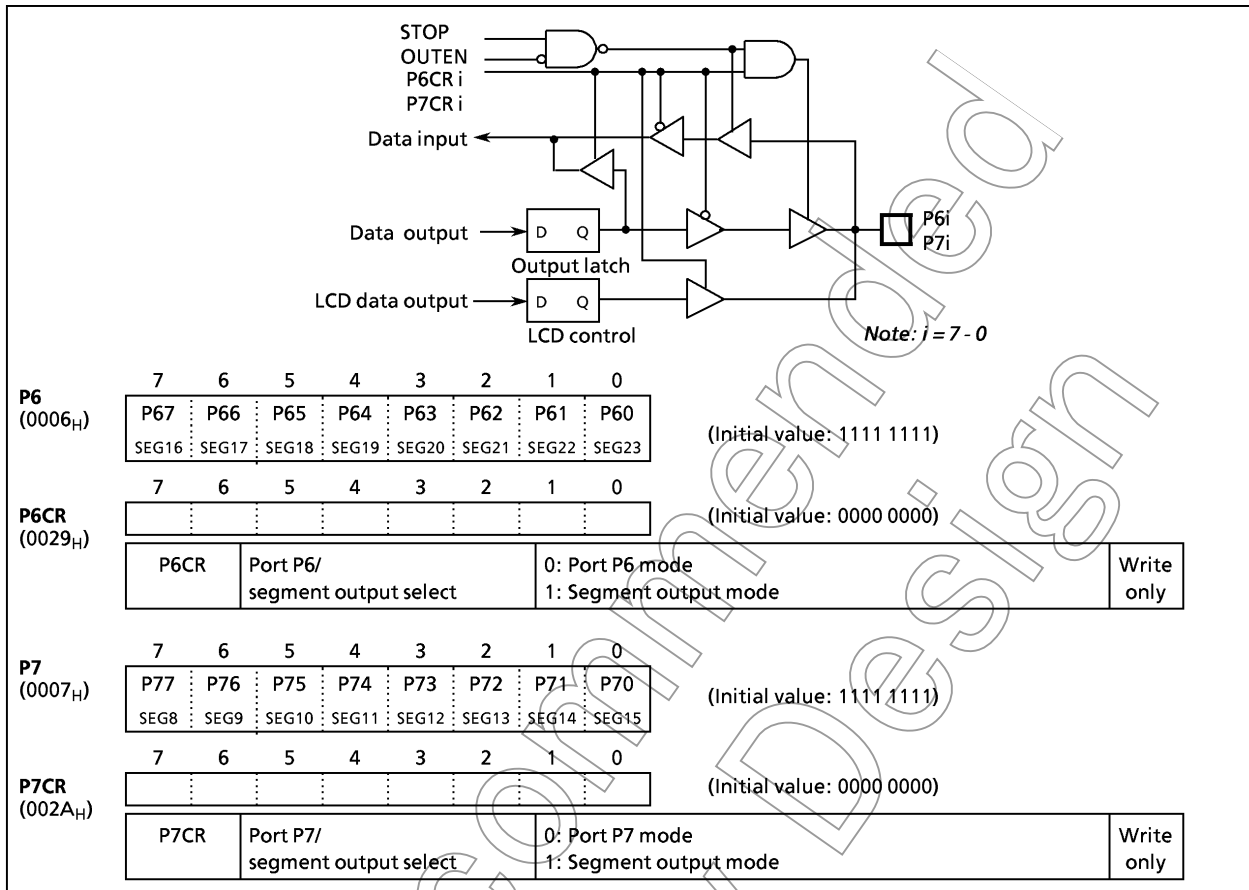 STOP
OUTEN
P6CR i
P7CR i
Data input
Data output
D Q
P6i
P7i
Output latch
LCD data output
D Q
LCD control
Note: i = 7 - 0
7 6 5 4 3 2 1 0
P6
(0006H)
P67 P66 P65 P64 P63 P62 P61 P60
SEG16 SEG17 SEG18 SEG19 SEG20 SEG21 SEG22 SEG23
(Initial value: 1111 1111)
7 6 5 4 3 2 1 0
P6CR
(0029H)
(Initial value: 0000 0000)
P6CR
Port P6/
segment output select
0: Port P6 mode
1: Segment output mode
Write
only
7 6 5 4 3 2 1 0
P7
(0007H)
P77 P76 P75 P74 P73 P72 P71 P70
SEG8 SEG9 SEG10 SEG11 SEG12 SEG13 SEG14 SEG15
(Initial value: 1111 1111)
7 6 5 4 3 2 1 0
P7CR
(002AH)
(Initial value: 0000 0000)
P7CR
Port P7/
segment output select
0: Port P7 mode
1: Segment output mode
Write
only
commended
Design